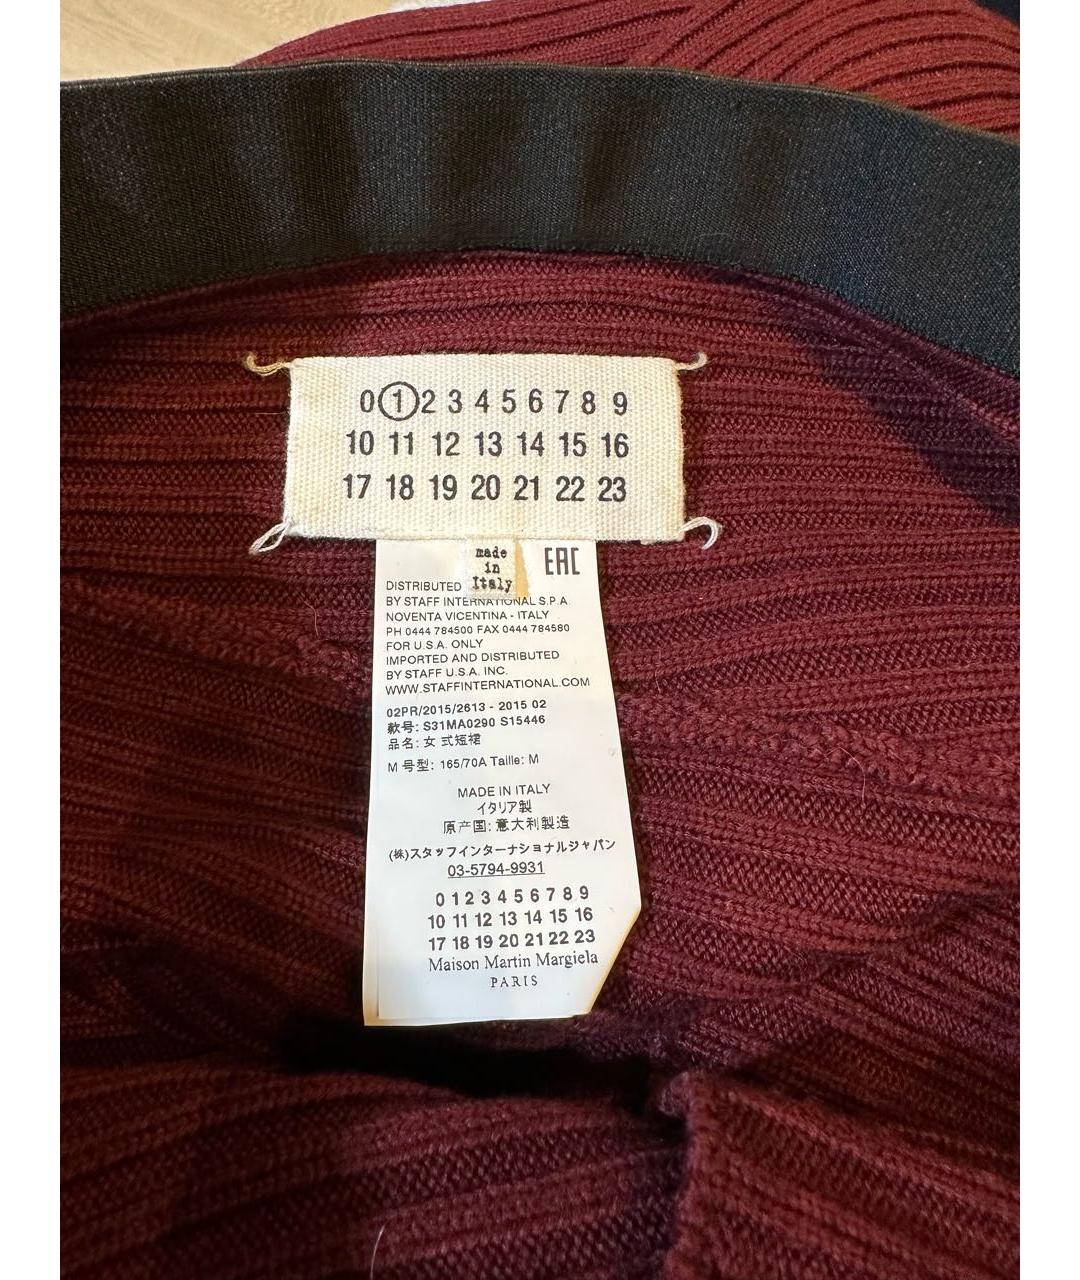 0 1 2 3 4 5 6 7 8 9
10 11 12 13 14 15 16
17 18 19 20 21 22 23
made
in
Italy
EAC
DISTRIBUTED
BY STAFF INTERNATIONAL S.P.A.
NOVENTA VICENTINA - ITALY
PH 0444 784500 FAX 0444 784580
FOR U.S.A. ONLY
IMPORTED AND DISTRIBUTED
BY STAFF U.S.A. INC.
WWW.STAFFINTERNATIONAL.COM
02PR/2015/2613 - 2015 02
款号: S31MA0290 S15446
品名: 女 式短裙
M 号型: 165/70A Taille: M
MADE IN ITALY
イタリア製
原产国: 意大利製造
(株)スタッフインターナショナルジャパン
03-5794-9931
0 1 2 3 4 5 6 7 8 9
10 11 12 13 14 15 16
17 18 19 20 21 22 23
Maison Martin Margiela
PARIS